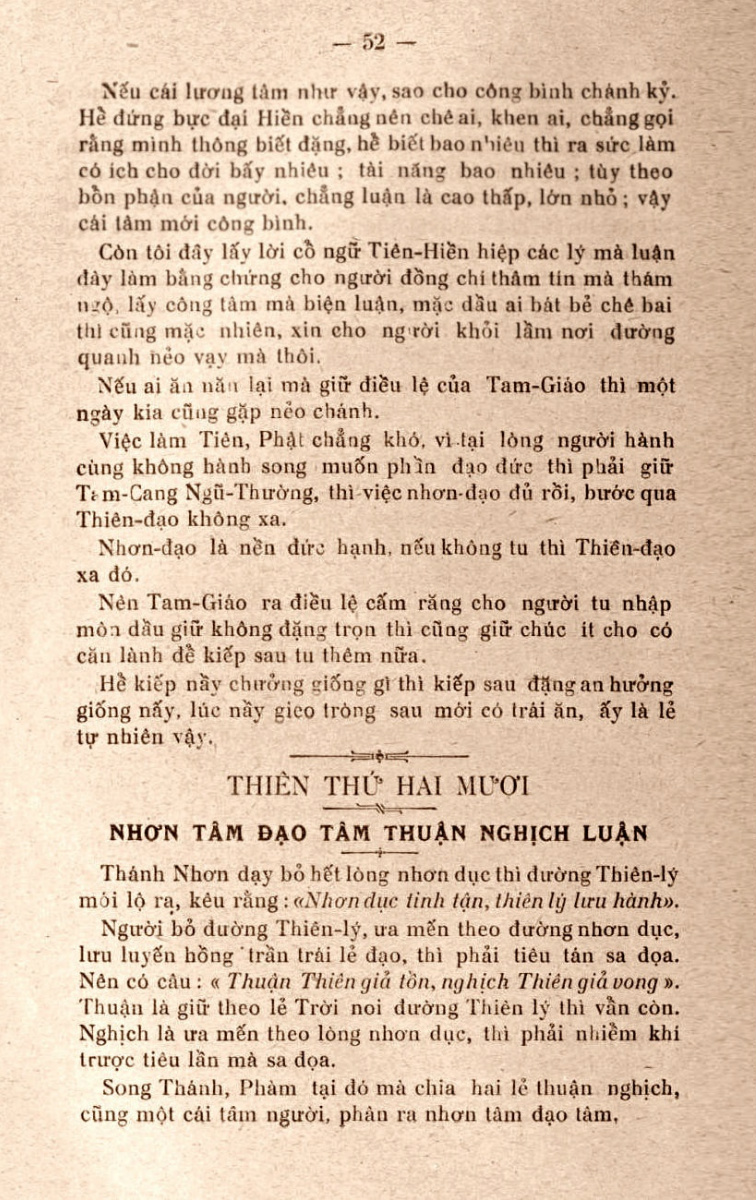 — 52 —
Nếu cái lương tâm như vậy, sao cho công bình chánh kỷ.
Hề đứng bực đại Hiền chẳng nên chê ai, khen ai, chẳng gọi
rằng mình thông biết đặng, hề biết bao nhiêu thì ra sức làm
có ích cho đời bấy nhiêu ; tài năng bao nhiêu ; tùy theo
bổn phận của người, chẳng luận là cao thấp, lớn nhỏ ; vậy
cái tâm mới công bình.
Còn tôi đây lấy lời cổ ngữ Tiên-Hiền hiệp các lý mà luận
đây làm bằng chứng cho người đồng chí thâm tín mà thám
ngộ, lấy công tâm mà biện luận, mặc dầu ai bát bẻ chê bai
thì cũng mặc nhiên, xin cho người khỏi lầm nơi đường
quanh nẻo vạy mà thôi.
Nếu ai ăn năn lại mà giữ điều lệ của Tam-Giáo thì một
ngày kia cũng gặp nẻo chánh.
Việc làm Tiên, Phật chẳng khó, vì tại lòng người hành
cùng không hành song muốn phần đạo đức thì phải giữ
Tam-Cang Ngũ-Thường, thì việc nhơn-đạo đủ rồi, bước qua
Thiên-đạo không xa.
Nhơn-đạo là nền đức hạnh, nếu không tu thì Thiên-đạo
xa đó.
Nên Tam-Giáo ra điều lệ cấm răng cho người tu nhập
môn dầu giữ không đặng trọn thì cũng giữ chúc ít cho có
căn lành để kiếp sau tu thêm nữa.
Hề kiếp nầy chưởng giống gì thì kiếp sau đặng an hưởng
giống nấy, lúc nầy gieo tròng sau mới có trái ăn, ấy là lẻ
tự nhiên vậy.
THIÊN THỨ HAI MƯƠI
NHƠN TÂM ĐẠO TÂM THUẬN NGHỊCH LUẬN
Thánh Nhơn dạy bỏ hết lòng nhơn dục thì đường Thiên-lý
mới lộ ra, kêu rằng : «Nhơn dục tịnh tận, thiên lý lưu hành».
Người bỏ đường Thiên-lý, ưa mến theo đường nhơn dục,
lưu luyến hồng trần trái lẻ đạo, thì phải tiêu tán sa đọa.
Nên có câu : « Thuận Thiên giả tồn, nghịch Thiên giả vong ».
Thuận là giữ theo lẻ Trời noi đường Thiên lý thì vẫn còn.
Nghịch là ưa mến theo lòng nhơn dục, thì phải nhiễm khí
trược tiêu lần mà sa đọa.
Song Thánh, Phàm tại đó mà chia hai lẻ thuận nghịch,
cũng một cái tâm người, phân ra nhơn tâm đạo tâm.